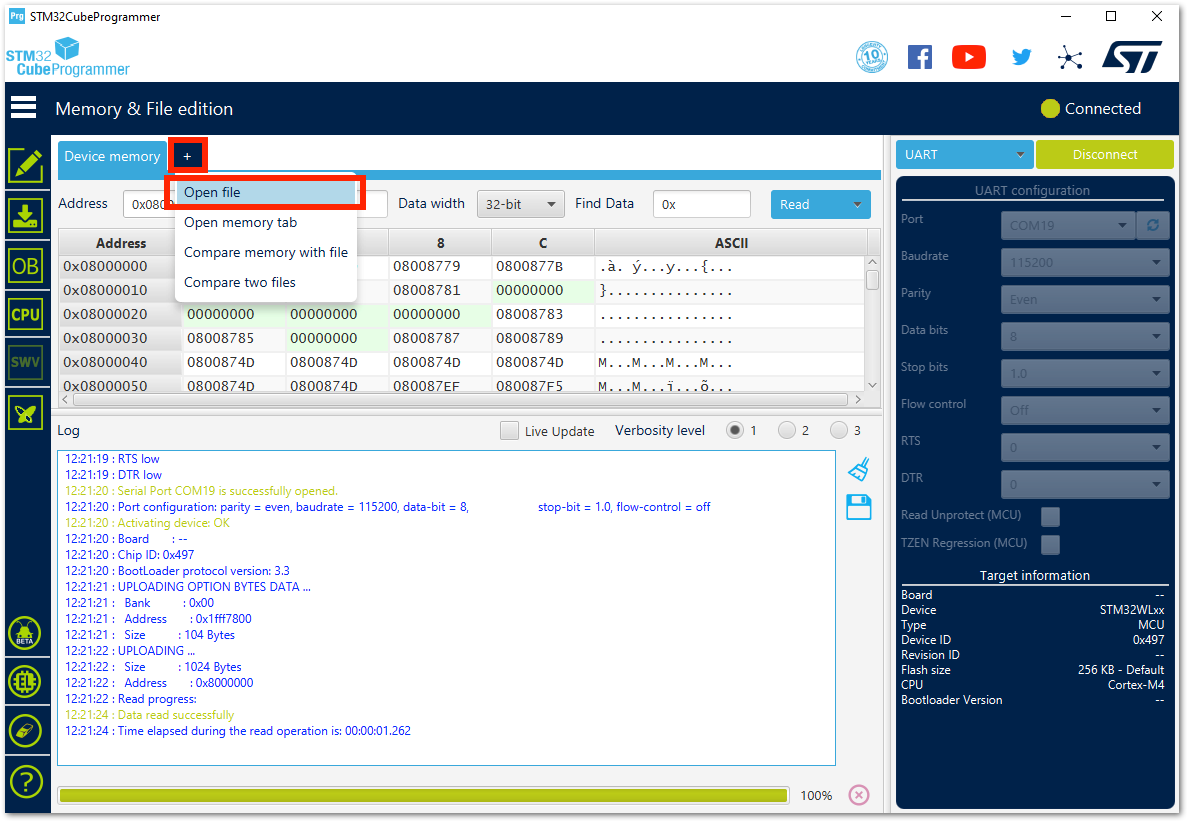 Prg STM32CubeProgrammer
STM32
CubeProgrammer
10
YEARS
Memory & File edition
Connected
Device memory
+
UART
Disconnect
Open file
Open memory tab
Compare memory with file
Compare two files
Address 0x080 Data width 32-bit Find Data 0x Read
Address 8 C ASCII
0x08000000 08008779 0800877B .à. ý...y...{...
0x08000010 08008781 00000000 }...............
0x08000020 00000000 00000000 00000000 08008783 ................
0x08000030 08008785 00000000 08008787 08008789 ................
0x08000040 0800874D 0800874D 0800874D 0800874D M...M...M...M...
0x08000050 0800874D 0800874D 080087EF 080087F5 M...M...ï...õ...
Log
Live Update Verbosity level 1 2 3
12:21:19 : RTS low
12:21:19 : DTR low
12:21:20 : Serial Port COM19 is successfully opened.
12:21:20 : Port configuration: parity = even, baudrate = 115200, data-bit = 8, stop-bit = 1.0, flow-control = off
12:21:20 : Activating device: OK
12:21:20 : Board : --
12:21:20 : Chip ID: 0x497
12:21:20 : BootLoader protocol version: 3.3
12:21:21 : UPLOADING OPTION BYTES DATA ...
12:21:21 : Bank : 0x00
12:21:21 : Address : 0x1fff7800
12:21:21 : Size : 104 Bytes
12:21:22 : UPLOADING ...
12:21:22 : Size : 1024 Bytes
12:21:22 : Address : 0x8000000
12:21:22 : Read progress:
12:21:24 : Data read successfully
12:21:24 : Time elapsed during the read operation is: 00:00:01.262
100%
OB
CPU
SWV
BETA
?
UART configuration
Port COM19
Baudrate 115200
Parity Even
Data bits 8
Stop bits 1.0
Flow control Off
RTS 0
DTR 0
Read Unprotect (MCU)
TZEN Regression (MCU)
Target information
Board --
Device STM32WLxx
Type MCU
Device ID 0x497
Revision ID --
Flash size 256 KB - Default
CPU Cortex-M4
Bootloader Version --